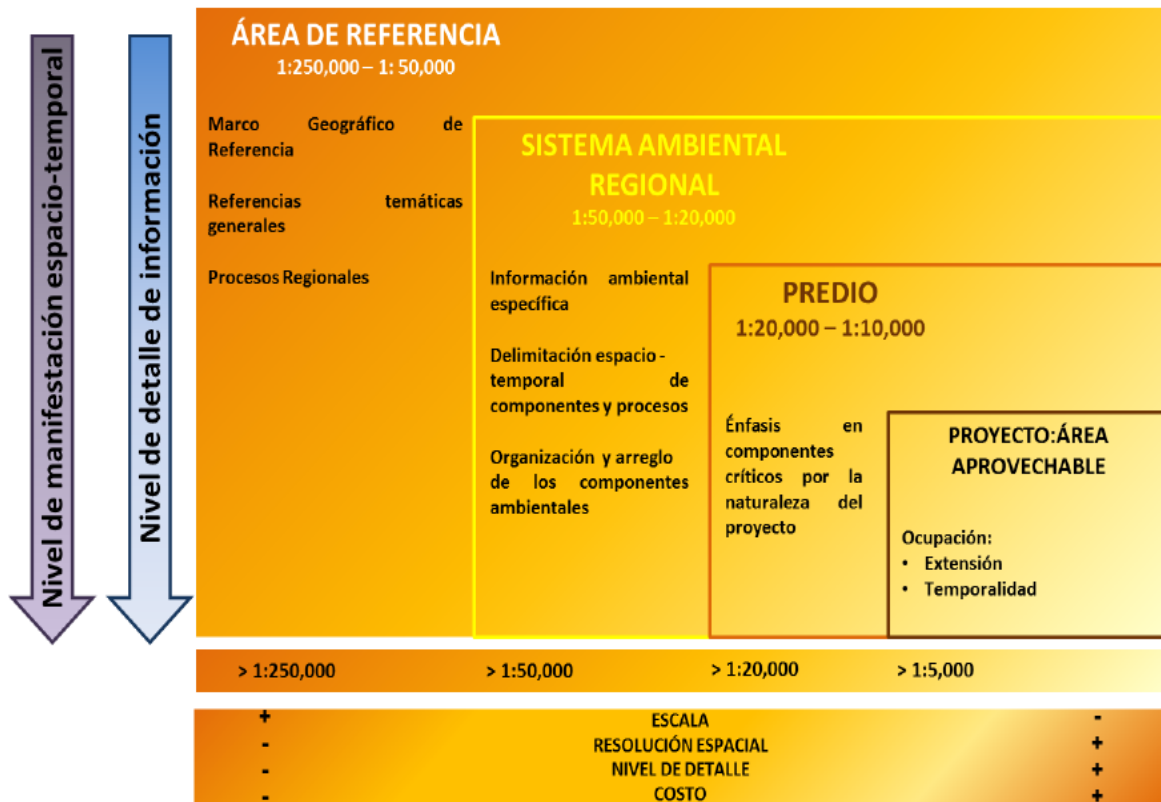 Nivel de manifestación espacio-temporal
Nivel de detalle de información
ÁREA DE REFERENCIA
1:250,000 – 1: 50,000
Marco Geográfico de
Referencia
Referencias temáticas
generales
Procesos Regionales
SISTEMA AMBIENTAL
REGIONAL
1:50,000 – 1:20,000
Información ambiental
específica
Delimitación espacio -
temporal de
componentes y procesos
Organización y arreglo
de los componentes
ambientales
PREDIO
1:20,000 – 1:10,000
Énfasis en
componentes
críticos por la
naturaleza del
proyecto
PROYECTO:ÁREA
APROVECHABLE
Ocupación:
• Extensión
• Temporalidad
> 1:250,000 > 1:50,000 > 1:20,000 > 1:5,000
+ ESCALA -
- RESOLUCIÓN ESPACIAL +
- NIVEL DE DETALLE +
- COSTO +